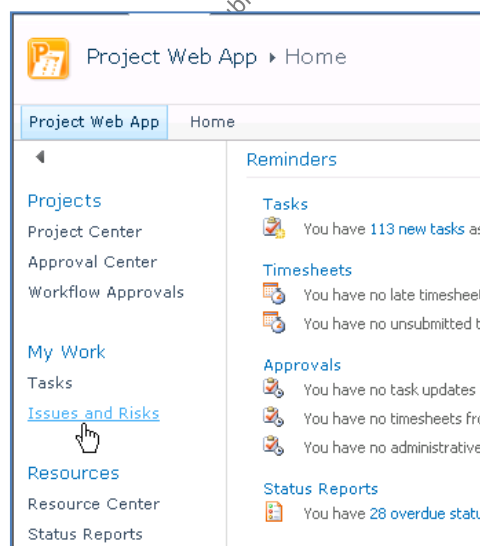 Project Web App ▸ Home
Project Web App Home
Projects
Project Center
Approval Center
Workflow Approvals
My Work
Tasks
Issues and Risks
Resources
Resource Center
Status Reports
Reminders
Tasks
You have 113 new tasks
Timesheets
You have no late
You have no unsubmitted
Approvals
You have no task updates
You have no timesheets
You have no administrative
Status Reports
You have 28 overdue